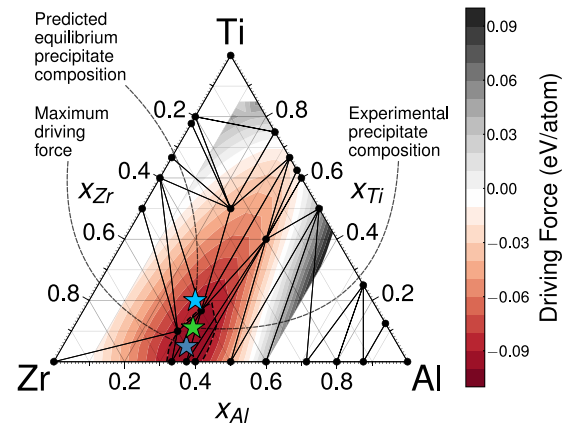 Predicted
equilibrium
precipitate
composition
Maximum
driving
force
Ti
Experimental
precipitate
composition
0.2
0.8
0.4
0.6
x_Zr
x_Ti
0.6
0.4
0.8
0.2
Zr
Al
0.2
0.4
0.6
0.8
x_Al
0.09
0.06
0.03
0.00
−0.03
−0.06
−0.09
Driving Force (eV/atom)